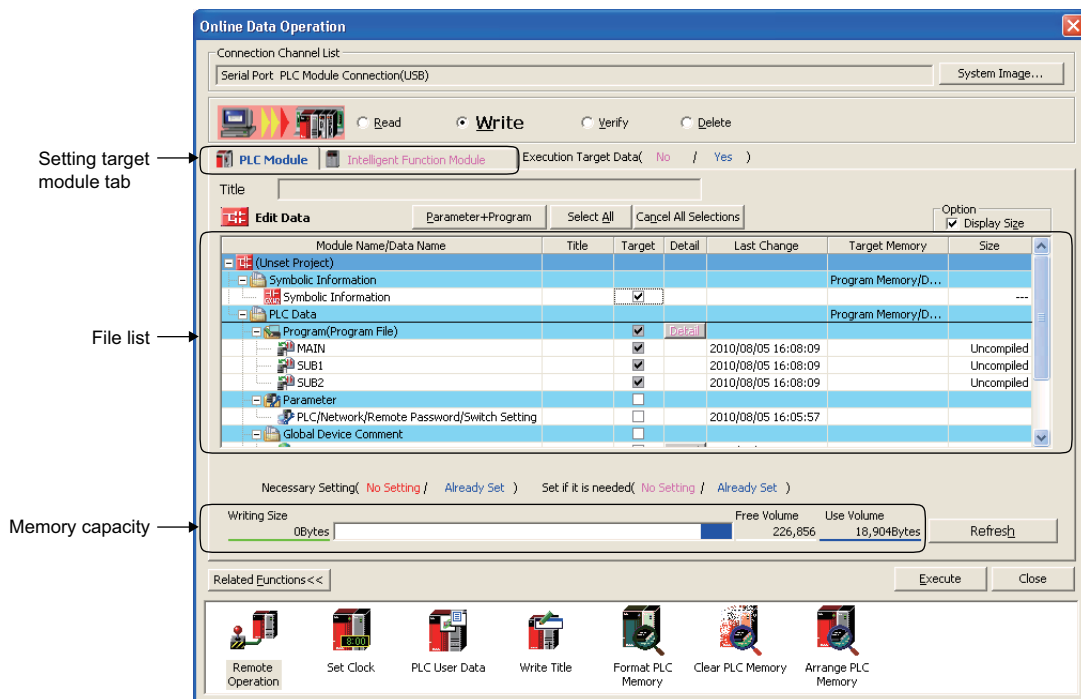 Online Data Operation
Connection Channel List
Serial Port PLC Module Connection(USB)
System Image...
Read
Write
Verify
Delete
Setting target
module tab
PLC Module
Intelligent Function Module
Execution Target Data( No / Yes )
Title
Edit Data
Parameter+Program
Select All
Cancel All Selections
Option
Display Size
Module Name/Data Name Title Target Detail Last Change Target Memory Size
(Unset Project)
Symbolic Information Program Memory/D...
Symbolic Information ---
PLC Data Program Memory/D...
File list
Program(Program File) Detail
MAIN 2010/08/05 16:08:09 Uncompiled
SUB1 2010/08/05 16:08:09 Uncompiled
SUB2 2010/08/05 16:08:09 Uncompiled
Parameter
PLC/Network/Remote Password/Switch Setting 2010/08/05 16:05:57
Global Device Comment
Necessary Setting( No Setting / Already Set ) Set if it is needed( No Setting / Already Set )
Memory capacity
Writing Size Free Volume Use Volume
0Bytes 226,856 18,904Bytes
Refresh
Related Functions<<
Execute
Close
8:00
Remote
Operation
Set Clock
PLC User Data
Write Title
Format PLC
Memory
Clear PLC Memory
Arrange PLC
Memory